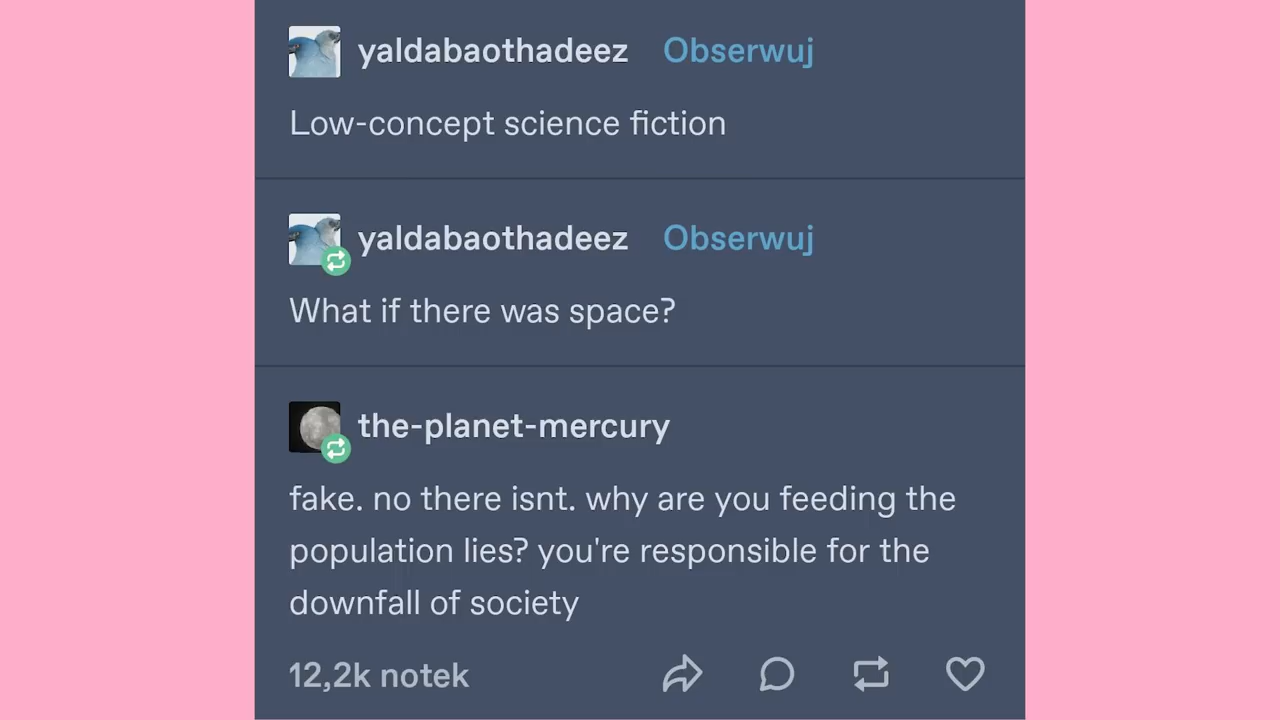 yaldabaothadeez Obserwuj
Low-concept science fiction
yaldabaothadeez Obserwuj
What if there was space?
the-planet-mercury
fake. no there isnt. why are you feeding the
population lies? you're responsible for the
downfall of society
12,2k notek